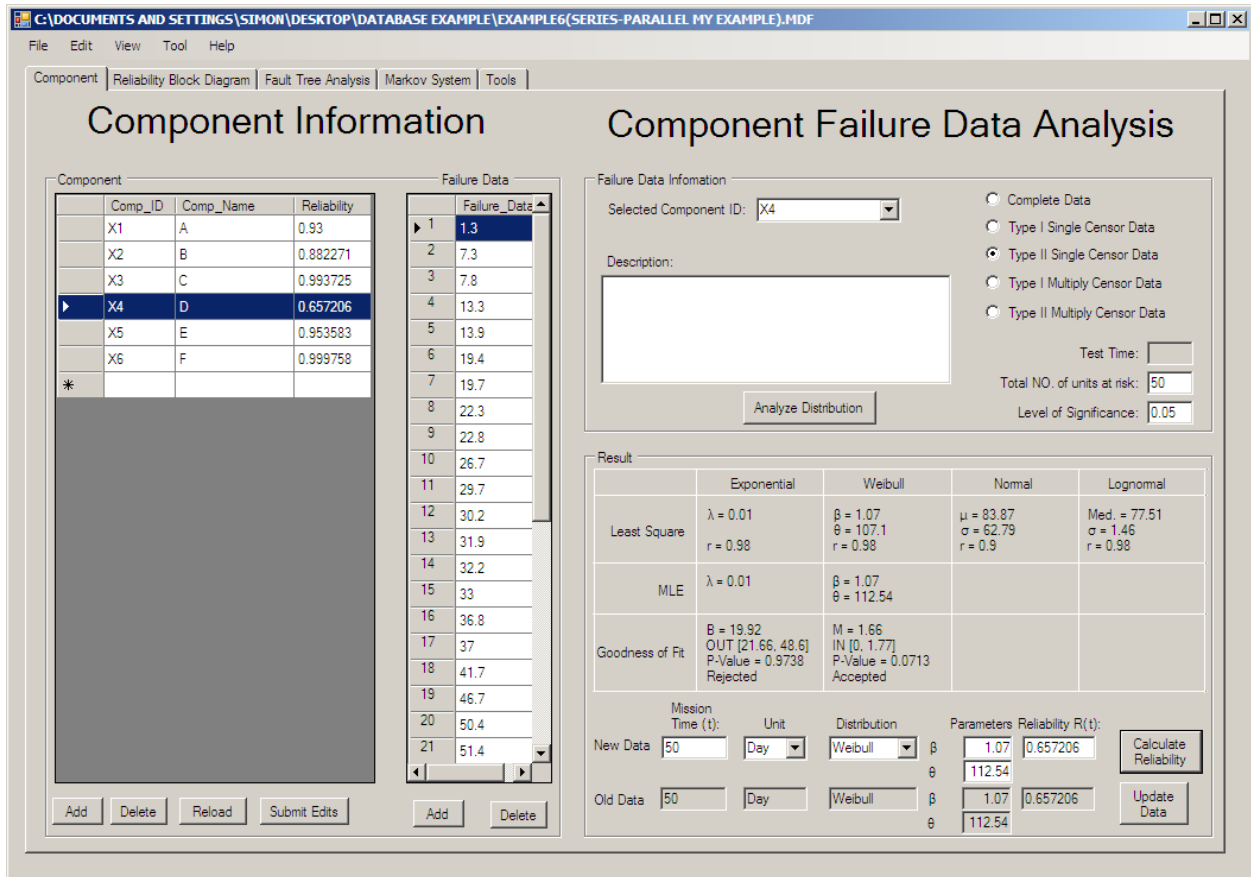 C:\DOCUMENTS AND SETTINGS\SIMON\DESKTOP\DATABASE EXAMPLE\EXAMPLE6(SERIES-PARALLEL MY EXAMPLE).MDF
File Edit View Tool Help
Component Reliability Block Diagram Fault Tree Analysis Markov System Tools
Component Information
Component
Comp_ID Comp_Name Reliability
X1 A 0.93
X2 B 0.882271
X3 C 0.993725
X4 D 0.657206
X5 E 0.953583
X6 F 0.999758
Add Delete Reload Submit Edits
Failure Data
Failure_Data
1 1.3
2 7.3
3 7.8
4 13.3
5 13.9
6 19.4
7 19.7
8 22.3
9 22.8
10 26.7
11 29.7
12 30.2
13 31.9
14 32.2
15 33
16 36.8
17 37
18 41.7
19 46.7
20 50.4
21 51.4
Add Delete
Component Failure Data Analysis
Failure Data Infomation
Selected Component ID: X4
Description:
Analyze Distribution
Complete Data
Type I Single Censor Data
Type II Single Censor Data
Type I Multiply Censor Data
Type II Multiply Censor Data
Test Time:
Total NO. of units at risk: 50
Level of Significance: 0.05
Result
Exponential Weibull Normal Lognormal
Least Square
λ = 0.01
r = 0.98
β = 1.07
θ = 107.1
r = 0.98
μ = 83.87
σ = 62.79
r = 0.9
Med. = 77.51
σ = 1.46
r = 0.98
MLE
λ = 0.01
β = 1.07
θ = 112.54
Goodness of Fit
B = 19.92
OUT [21.66, 48.6]
P-Value = 0.9738
Rejected
M = 1.66
IN [0, 1.77]
P-Value = 0.0713
Accepted
Mission
Time (t): Unit Distribution Parameters Reliability R(t):
New Data 50 Day Weibull β 1.07 0.657206
θ 112.54
Calculate
Reliability
Old Data 50 Day Weibull β 1.07 0.657206
θ 112.54
Update
Data